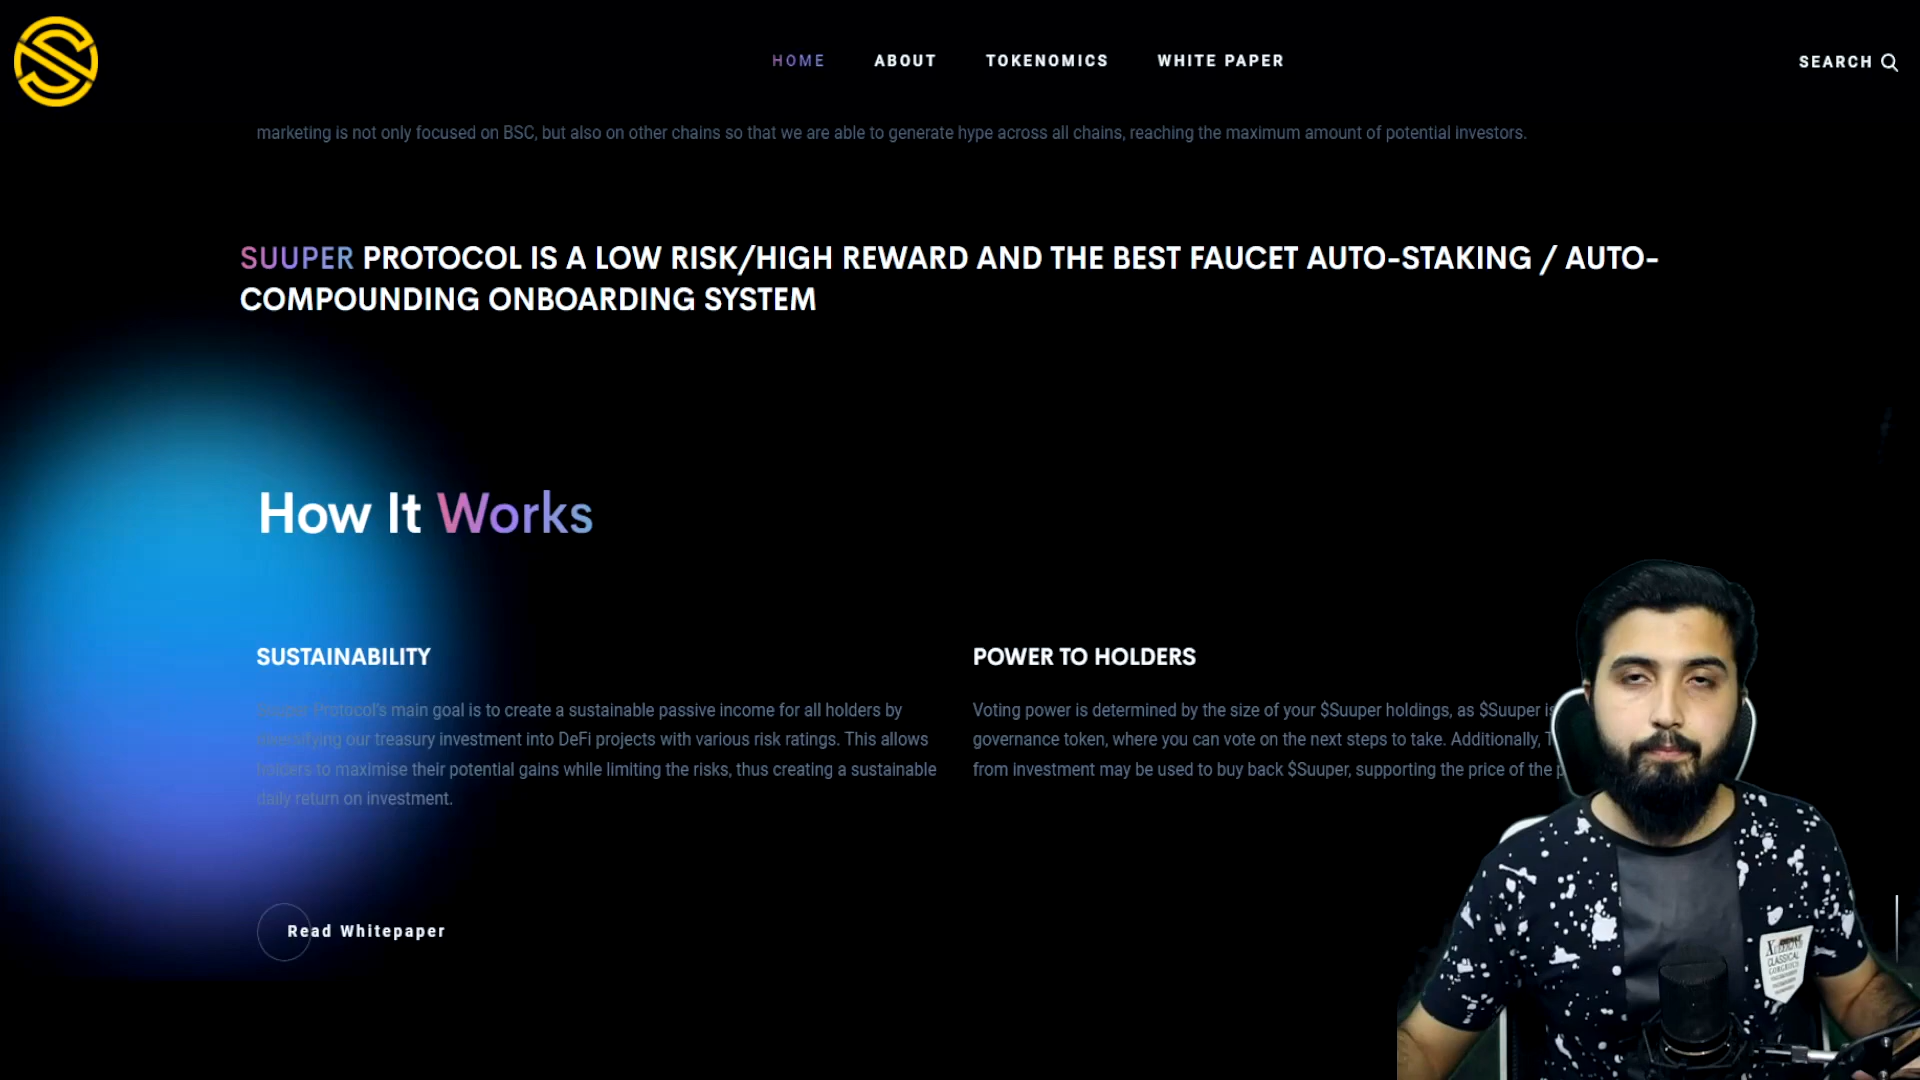 HOME ABOUT TOKENOMICS WHITE PAPER SEARCH
marketing is not only focused on BSC, but also on other chains so that we are able to generate hype across all chains, reaching the maximum amount of potential investors.
SUUPER PROTOCOL IS A LOW RISK/HIGH REWARD AND THE BEST FAUCET AUTO-STAKING / AUTO-
COMPOUNDING ONBOARDING SYSTEM
How It Works
SUSTAINABILITY
Suuper Protocol's main goal is to create a sustainable passive income for all holders by
diversifying our treasury investment into DeFi projects with various risk ratings. This allows
holders to maximise their potential gains while limiting the risks, thus creating a sustainable
daily return on investment.
POWER TO HOLDERS
Voting power is determined by the size of your $Suuper holdings, as $Suuper is
governance token, where you can vote on the next steps to take. Additionally,
from investment may be used to buy back $Suuper, supporting the price of the
Read Whitepaper
CLASSICAL
GORGEOUS